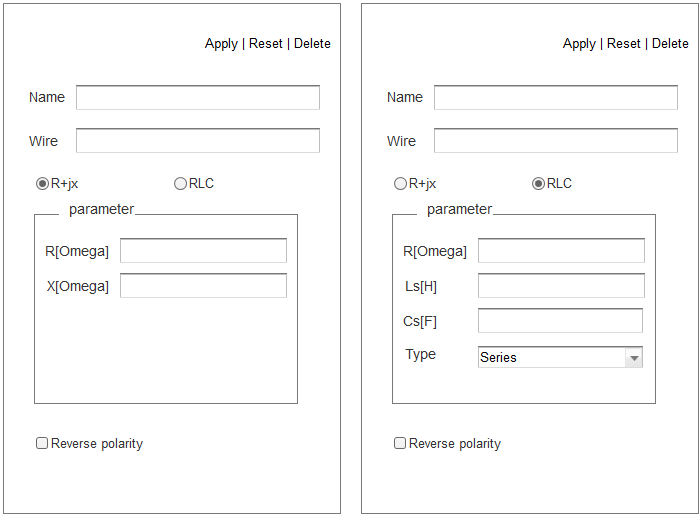 Apply | Reset | Delete
Name
Wire
R+jx RLC
parameter
R[Omega]
X[Omega]
Reverse polarity
Apply | Reset | Delete
Name
Wire
R+jx RLC
parameter
R[Omega]
Ls[H]
Cs[F]
Type Series
Reverse polarity